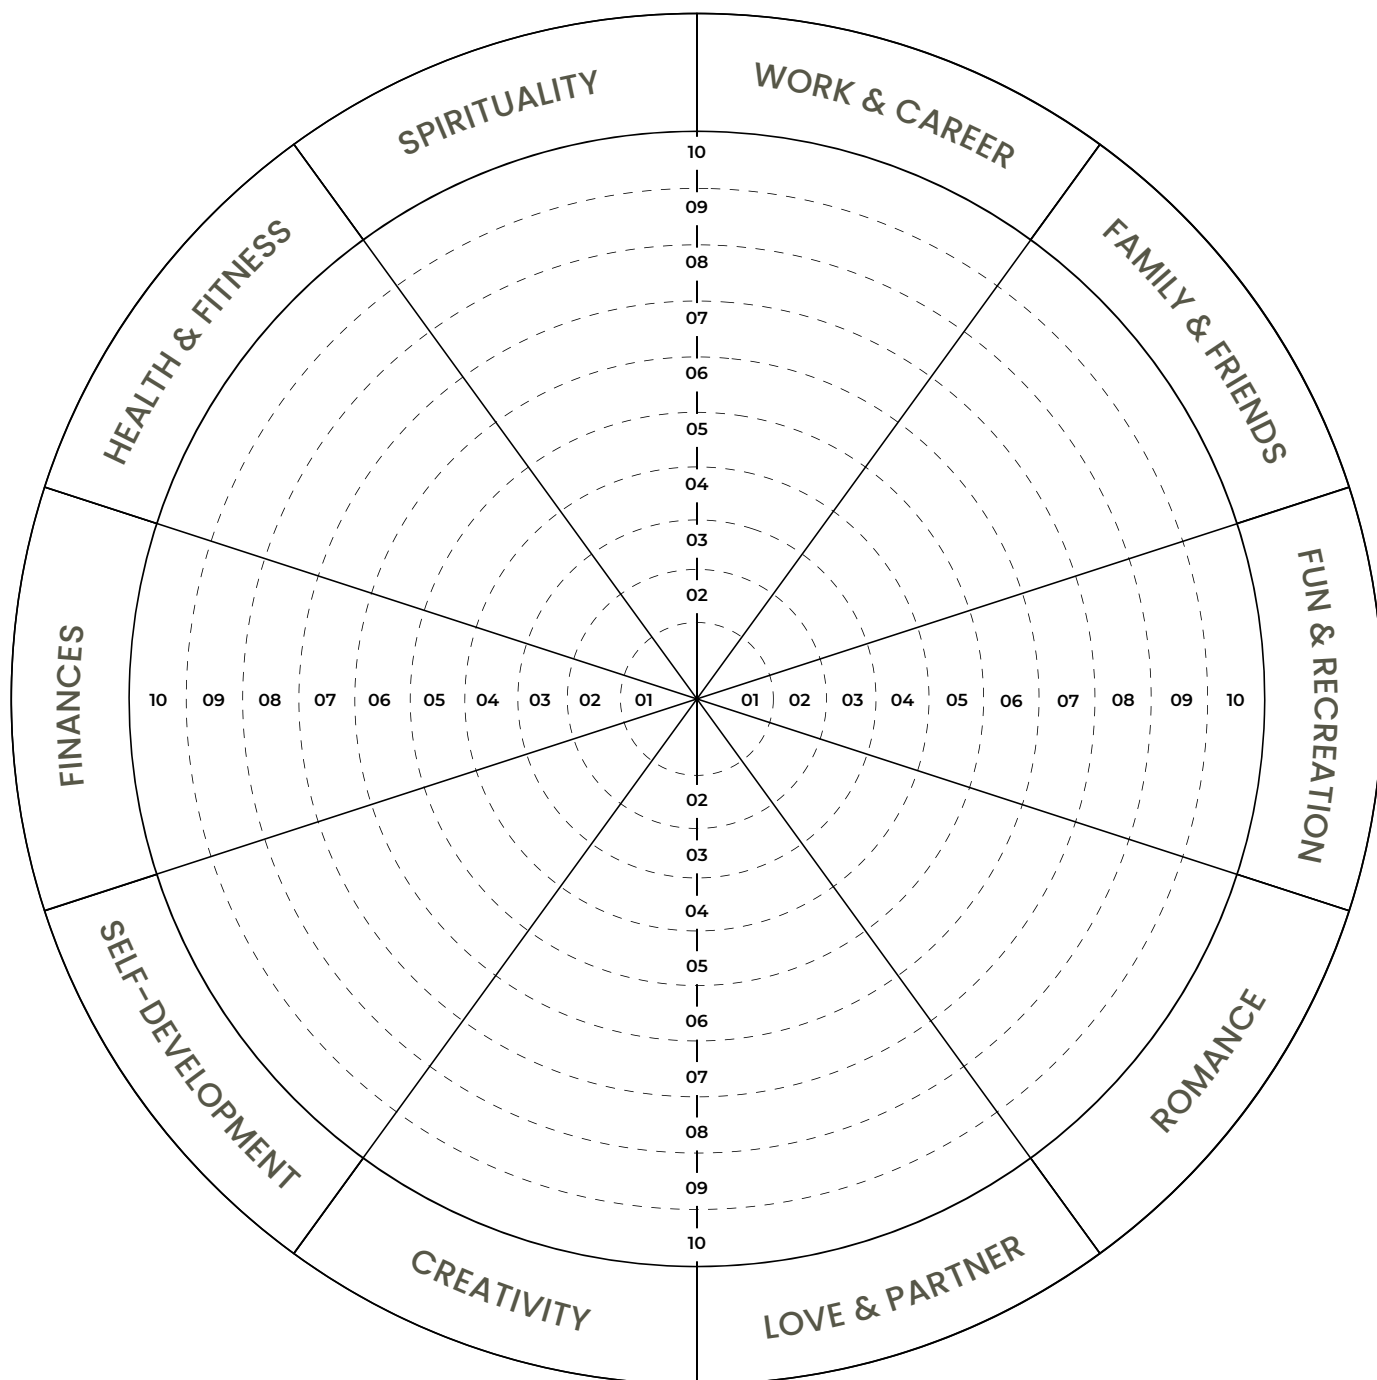 SPIRITUALITY
WORK & CAREER
FAMILY & FRIENDS
FUN & RECREATION
ROMANCE
LOVE & PARTNER
CREATIVITY
SELF-DEVELOPMENT
FINANCES
HEALTH & FITNESS
10
09
08
07
06
05
04
03
02
10 09 08 07 06 05 04 03 02 01 01 02 03 04 05 06 07 08 09 10
02
03
04
05
06
07
08
09
10